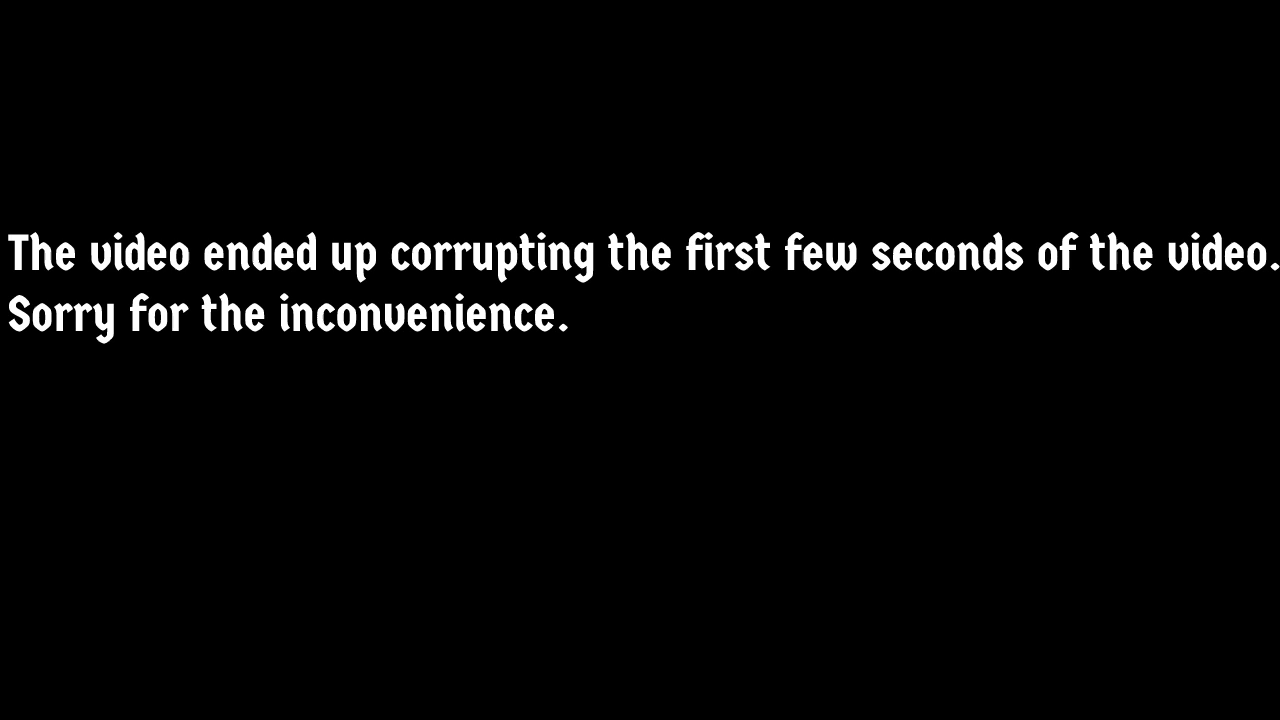 The video ended up corrupting the first few seconds of the video.
Sorry for the inconvenience.